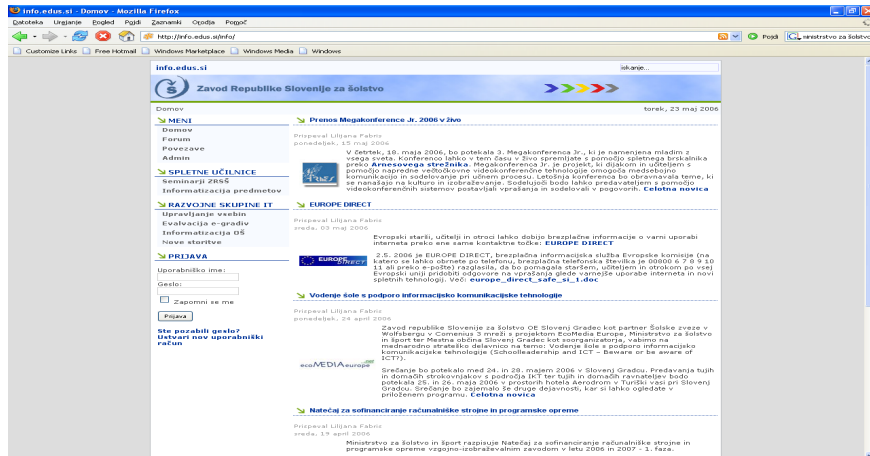 info.edus.si - Domov - Mozilla Firefox
Datoteka Urejanje Pogled Pojdi Zaznamki Orodja Pomoč
http://info.edus.si/info/ Pojdi ministrstvo za šolstvo
Customize Links Free Hotmail Windows Marketplace Windows Media Windows
info.edus.si iskanje...
Zavod Republike Slovenije za šolstvo
Domov torek, 23 maj 2006
MENI
Domov
Forum
Povezave
Admin
SPLETNE UČILNICE
Seminarji ZRSŠ
Informatizacija predmetov
RAZVOJNE SKUPINE IT
Upravljanje vsebin
Evalvacija e-gradiv
Informatizacija OŠ
Nove storitve
PRIJAVA
Uporabniško ime:
Geslo:
Zapomni si me
Prijava
Ste pozabili geslo?
Ustvari nov uporabniški
račun
Prenos Megakonference Jr. 2006 v živo
Prispeval Lilijana Fabris
ponedeljek, 15 maj 2006
ARNES
V četrtek, 18. maja 2006, bo potekala 3. Megakonferenca Jr., ki je namenjena mladim z
vsega sveta. Konferenco lahko v tem času v živo spremljate s pomočjo spletnega brskalnika
preko Arnesovega strežnika. Megakonferenca Jr. je projekt, ki dijakom in učiteljem s
pomočjo napredne večtočkovne videokonferenčne tehnologije omogoča medsebojno
komunikacijo in sodelovanje pri učnem procesu. Letošnja konferenca bo obravnavala teme, ki
se nanašajo na kulturo in izobraževanje. Sodelujoči bodo lahko predavateljem s pomočjo
videokonferenčnih sistemov postavljali vprašanja in sodelovali v pogovorih. Celotna novica
EUROPE DIRECT
Prispeval Lilijana Fabris
sreda, 03 maj 2006
Evropski starši, učitelji in otroci lahko dobijo brezplačne informacije o varni uporabi
interneta preko ene same kontaktne točke: EUROPE DIRECT
EUROPE DIRECT
2.5. 2006 je EUROPE DIRECT, brezplačna informacijska služba Evropske komisije (na
katero se lahko obrnete po telefonu, brezplačna telefonska številka je 00800 6 7 8 9 10
11 ali preko e-pošte) razglasila, da bo pomagala staršem, učiteljem in otrokom po vsej
Evropski uniji pridobiti odgovore na vprašanja glede varnejše uporabe interneta in novi
spletnih tehnologij. Več: europe_direct_safe_si_1.doc
Vodenje šole s podporo informacijsko komunikacijske tehnologije
Prispeval Lilijana Fabris
ponedeljek, 24 april 2006
ecoMEDIAeurope
Zavod republike Slovenije za šolstvo OE Slovenj Gradec kot partner Šolske zveze v
Wolfsbergu v Comenius 3 mreži s projektom EcoMedia Europe, Ministrstvo za šolstvo
in šport ter Mestna občina Slovenj Gradec kot soorganizatorja, vabimo na
mednarodno strateško delavnico na temo: Vodenje šole s podporo informacijsko
komunikacijske tehnologije (Schoolleadership and ICT – Beware or be aware of
ICT?).
Srečanje bo potekalo med 24. in 28. majem 2006 v Slovenj Gradcu. Predavanja tujih
in domačih strokovnjakov s področja IKT ter tujih in domačih ravnateljev bodo
potekala 25. in 26. maja 2006 v prostorih hotela Aerodrom v Turiški vasi pri Slovenj
Gradcu. Srečanje bo zajemalo še druge dejavnosti, kar si lahko ogledate v
priloženem programu. Celotna novica
Natečaj za sofinanciranje računalniške strojne in programske opreme
Prispeval Lilijana Fabris
sreda, 19 april 2006
Ministrstvo za šolstvo in šport razpisuje Natečaj za sofinanciranje računalniške strojne in
programske opreme vzgojno-izobraževalnim zavodom v letu 2006 in 2007 - 1. faza.